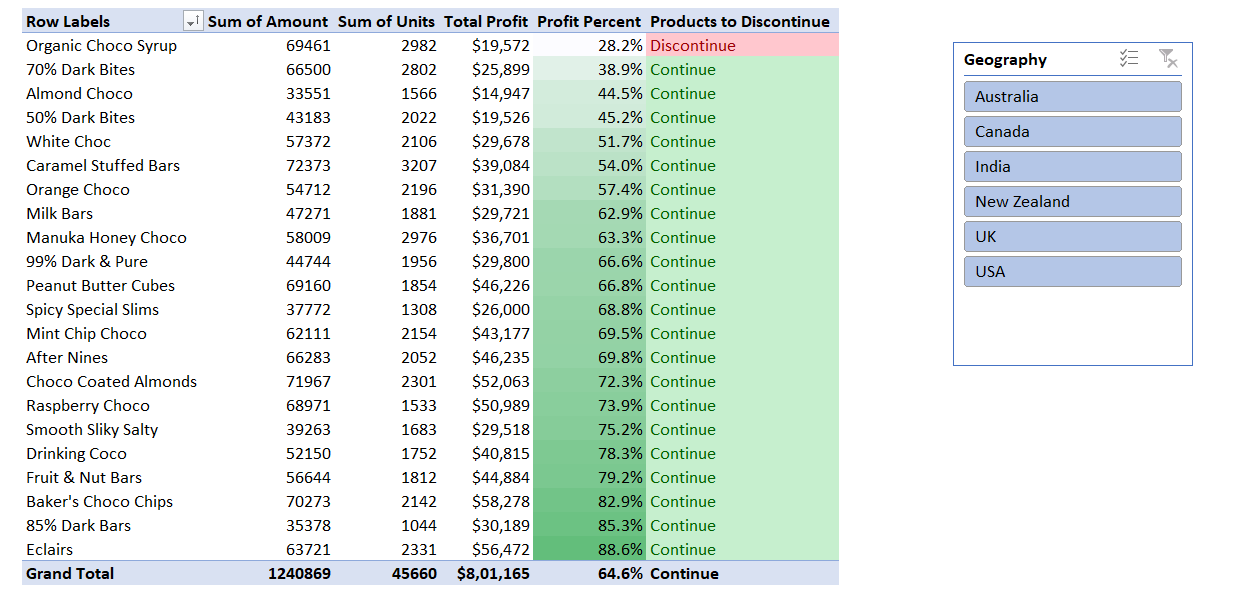 Row Labels Sum of Amount Sum of Units Total Profit Profit Percent Products to Discontinue
Organic Choco Syrup 69461 2982 $19,572 28.2% Discontinue
70% Dark Bites 66500 2802 $25,899 38.9% Continue
Almond Choco 33551 1566 $14,947 44.5% Continue
50% Dark Bites 43183 2022 $19,526 45.2% Continue
White Choc 57372 2106 $29,678 51.7% Continue
Caramel Stuffed Bars 72373 3207 $39,084 54.0% Continue
Orange Choco 54712 2196 $31,390 57.4% Continue
Milk Bars 47271 1881 $29,721 62.9% Continue
Manuka Honey Choco 58009 2976 $36,701 63.3% Continue
99% Dark & Pure 44744 1956 $29,800 66.6% Continue
Peanut Butter Cubes 69160 1854 $46,226 66.8% Continue
Spicy Special Slims 37772 1308 $26,000 68.8% Continue
Mint Chip Choco 62111 2154 $43,177 69.5% Continue
After Nines 66283 2052 $46,235 69.8% Continue
Choco Coated Almonds 71967 2301 $52,063 72.3% Continue
Raspberry Choco 68971 1533 $50,989 73.9% Continue
Smooth Sliky Salty 39263 1683 $29,518 75.2% Continue
Drinking Coco 52150 1752 $40,815 78.3% Continue
Fruit & Nut Bars 56644 1812 $44,884 79.2% Continue
Baker's Choco Chips 70273 2142 $58,278 82.9% Continue
85% Dark Bars 35378 1044 $30,189 85.3% Continue
Eclairs 63721 2331 $56,472 88.6% Continue
Grand Total 1240869 45660 $8,01,165 64.6% Continue
Geography
Australia
Canada
India
New Zealand
UK
USA